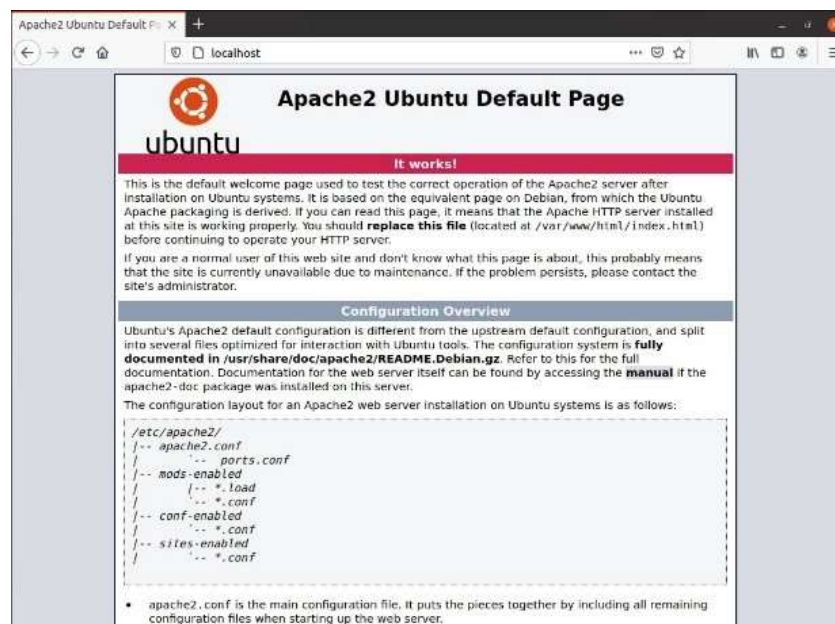 Apache2 Ubuntu Default P
localhost
ubuntu
Apache2 Ubuntu Default Page
It works!
This is the default welcome page used to test the correct operation of the Apache2 server after
installation on Ubuntu systems. It is based on the equivalent page on Debian, from which the Ubuntu
Apache packaging is derived. If you can read this page, it means that the Apache HTTP server installed
at this site is working properly. You should replace this file (located at /var/www/html/index.html)
before continuing to operate your HTTP server.
If you are a normal user of this web site and don't know what this page is about, this probably means
that the site is currently unavailable due to maintenance. If the problem persists, please contact the
site's administrator.
Configuration Overview
Ubuntu's Apache2 default configuration is different from the upstream default configuration, and split
into several files optimized for interaction with Ubuntu tools. The configuration system is fully
documented in /usr/share/doc/apache2/README.Debian.gz. Refer to this for the full
documentation. Documentation for the web server itself can be found by accessing the manual if the
apache2-doc package was installed on this server.
The configuration layout for an Apache2 web server installation on Ubuntu systems is as follows:
/etc/apache2/
|-- apache2.conf
|       `--  ports.conf
|-- mods-enabled
|       |-- *.load
|       `-- *.conf
|-- conf-enabled
|       `-- *.conf
|-- sites-enabled
|       `-- *.conf
• apache2.conf is the main configuration file. It puts the pieces together by including all remaining
configuration files when starting up the web server.